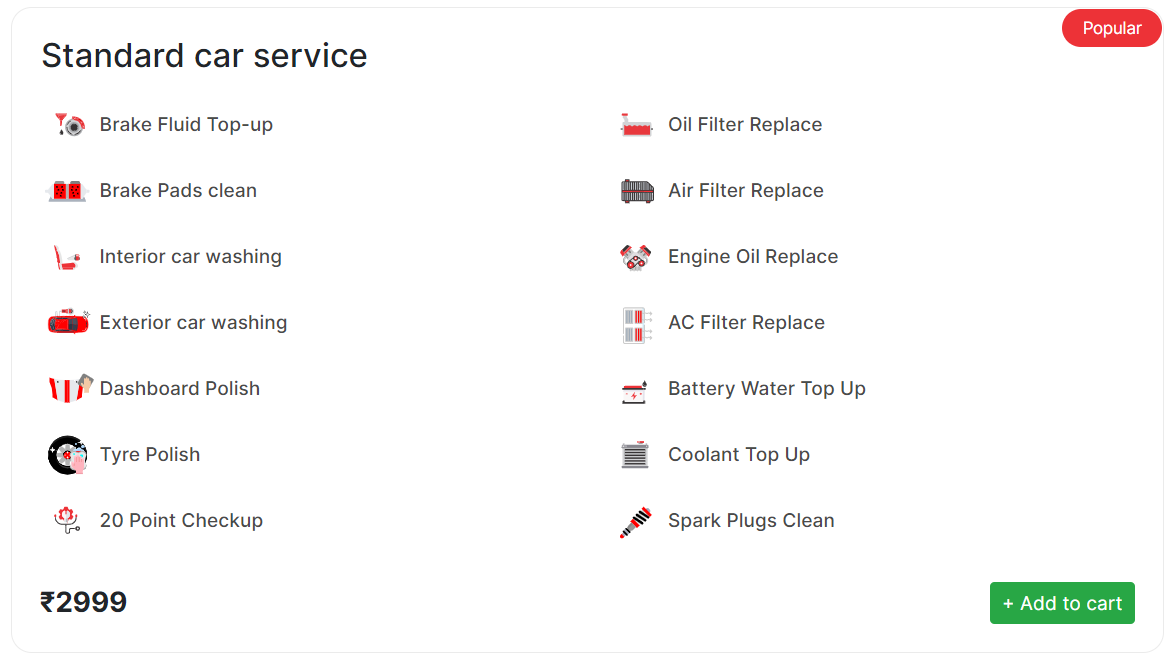 Popular
Standard car service
Brake Fluid Top-up
Oil Filter Replace
Brake Pads clean
Air Filter Replace
Interior car washing
Engine Oil Replace
Exterior car washing
AC Filter Replace
Dashboard Polish
Battery Water Top Up
Tyre Polish
Coolant Top Up
20 Point Checkup
Spark Plugs Clean
₹2999
+ Add to cart